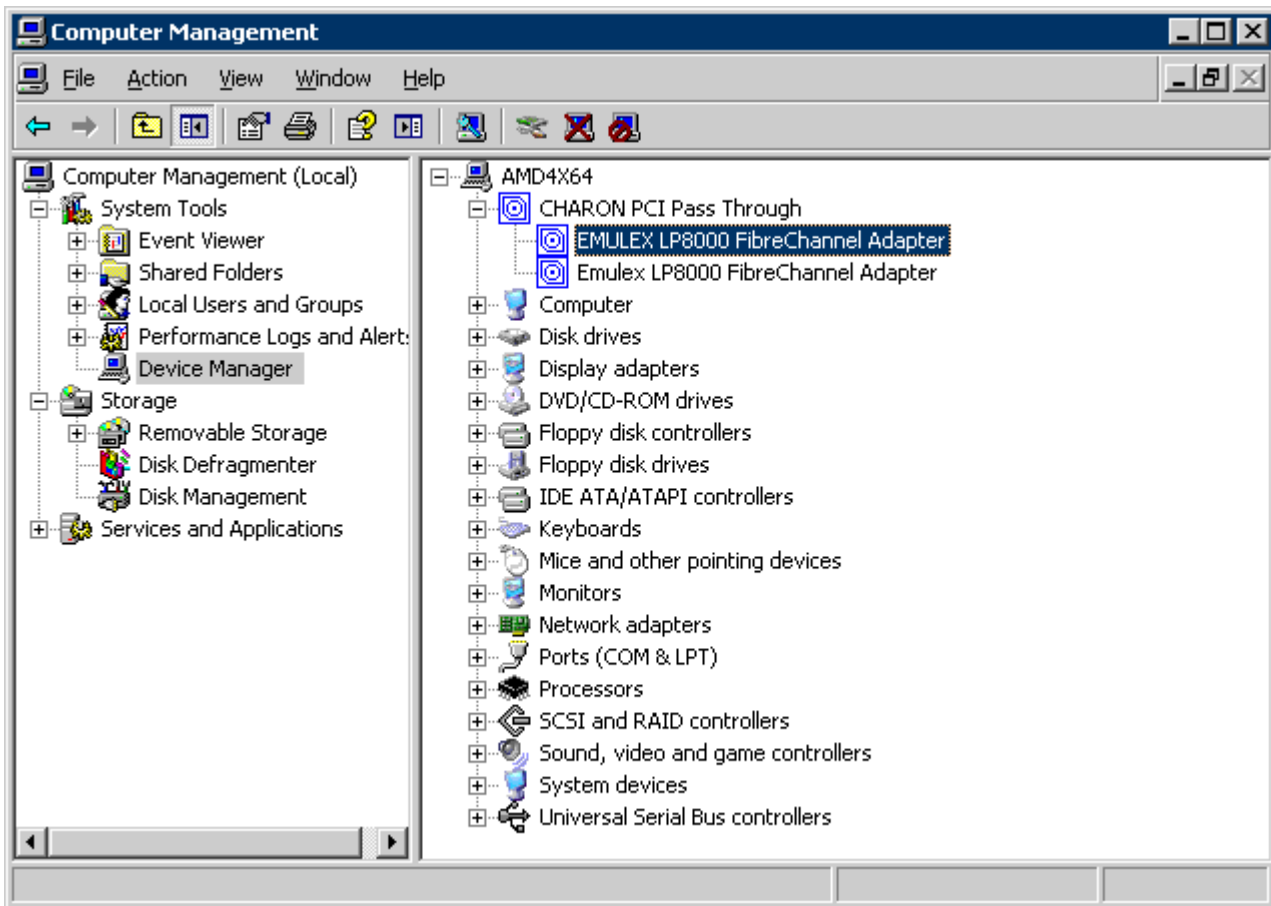 Computer Management
File Action View Window Help
Computer Management (Local)
System Tools
Event Viewer
Shared Folders
Local Users and Groups
Performance Logs and Alert
Device Manager
Storage
Removable Storage
Disk Defragmenter
Disk Management
Services and Applications
AMD4X64
CHARON PCI Pass Through
EMULEX LP8000 FibreChannel Adapter
Emulex LP8000 FibreChannel Adapter
Computer
Disk drives
Display adapters
DVD/CD-ROM drives
Floppy disk controllers
Floppy disk drives
IDE ATA/ATAPI controllers
Keyboards
Mice and other pointing devices
Monitors
Network adapters
Ports (COM & LPT)
Processors
SCSI and RAID controllers
Sound, video and game controllers
System devices
Universal Serial Bus controllers